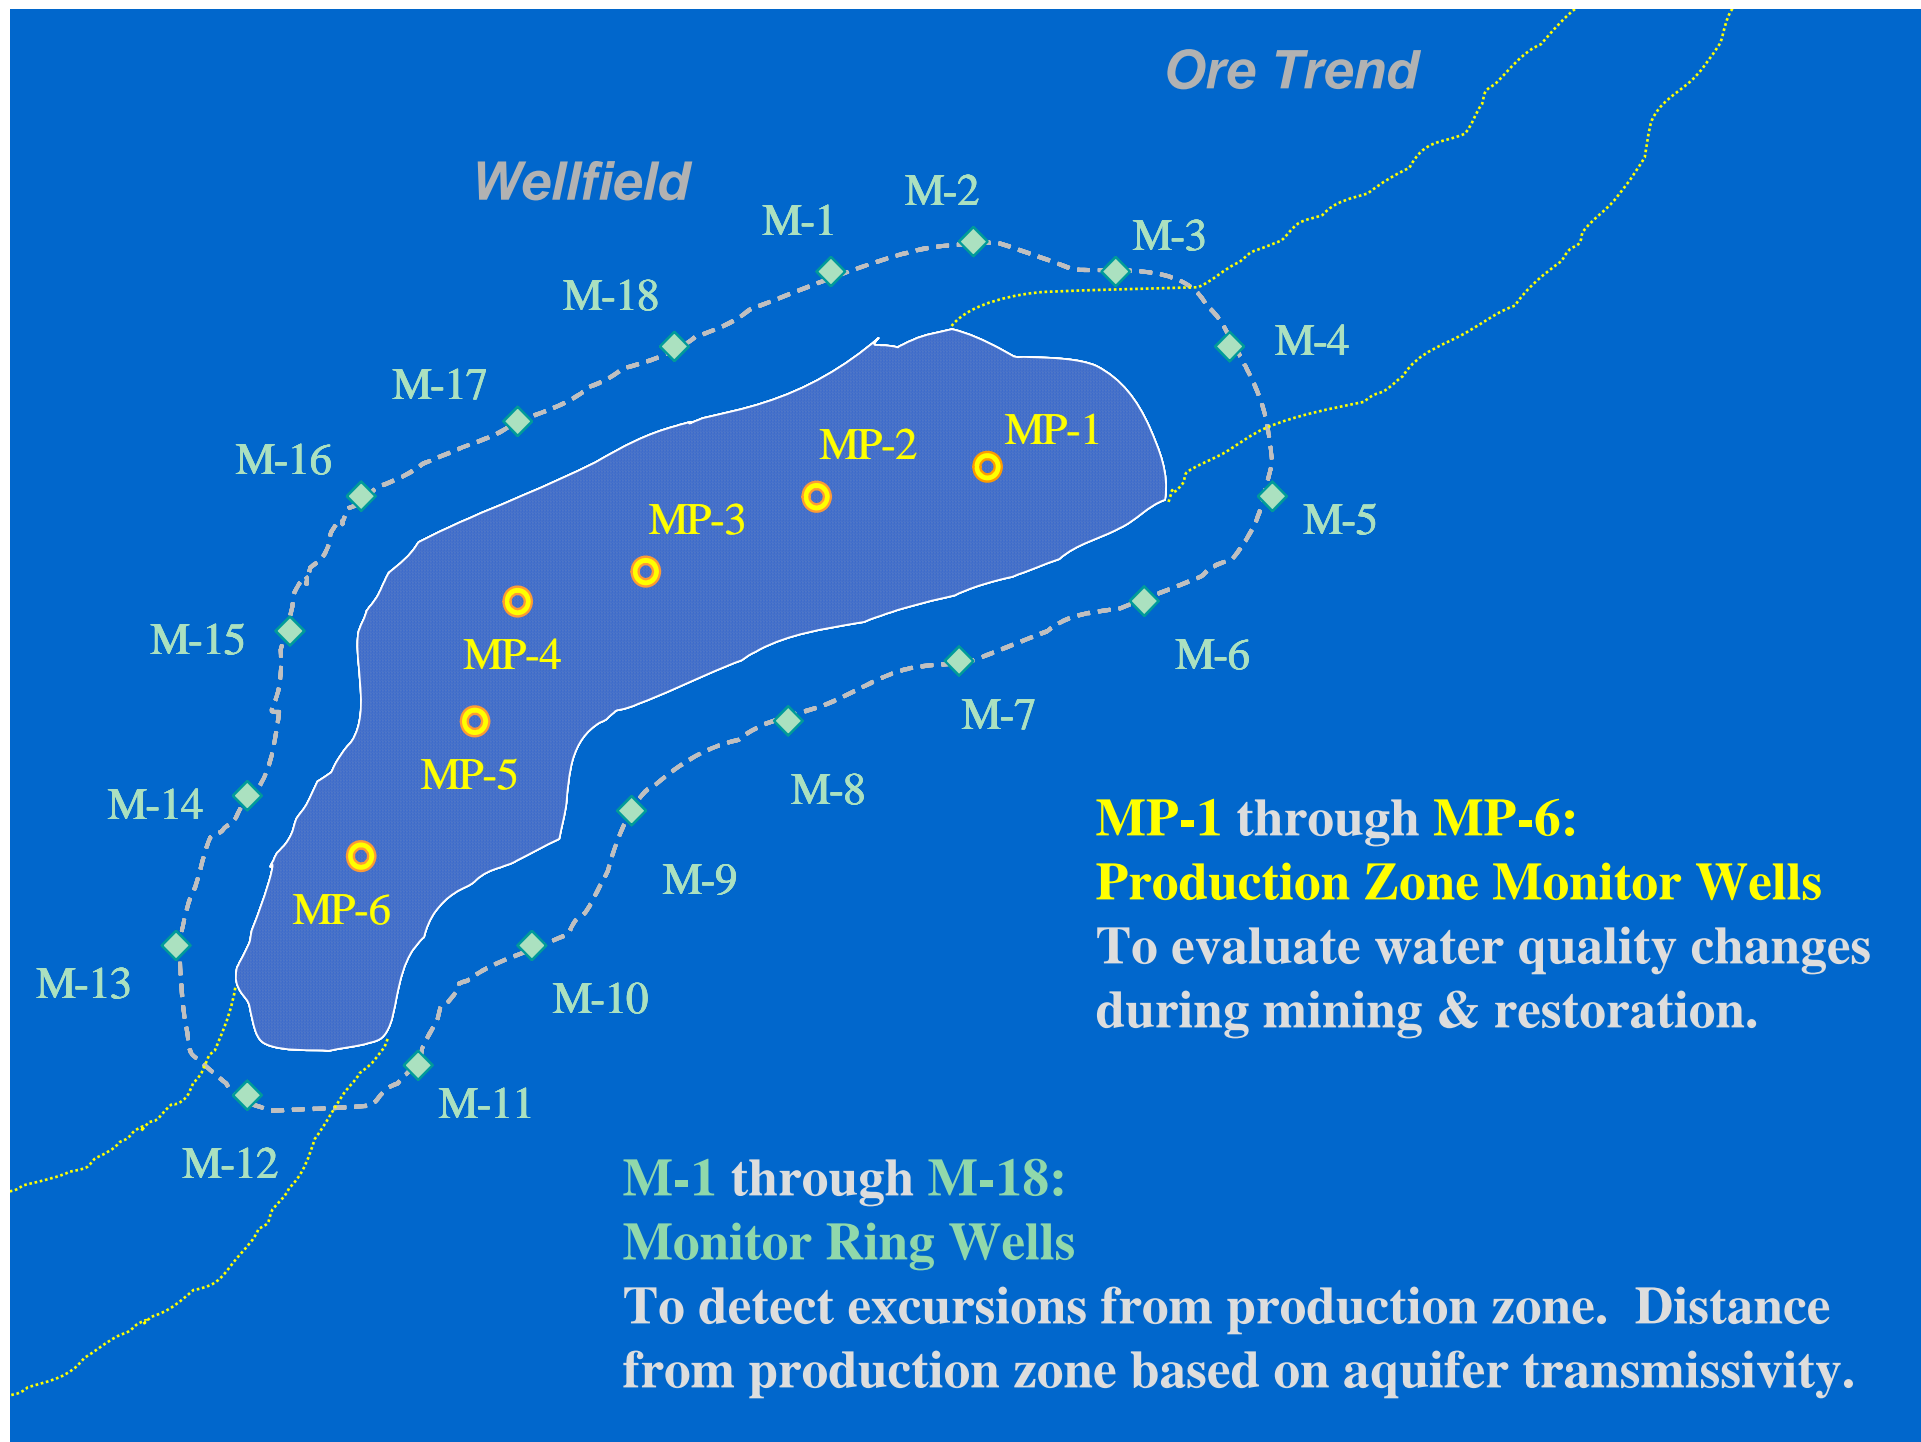 Ore Trend
Wellfield
M-2
M-1
M-3
M-18
M-4
M-17
MP-1
MP-2
M-16
MP-3
M-5
M-15
MP-4
M-6
M-7
MP-5
M-8
M-14
MP-1 through MP-6:
Production Zone Monitor Wells
To evaluate water quality changes
during mining & restoration.
M-9
MP-6
M-13
M-10
M-11
M-12
M-1 through M-18:
Monitor Ring Wells
To detect excursions from production zone.  Distance
from production zone based on aquifer transmissivity.